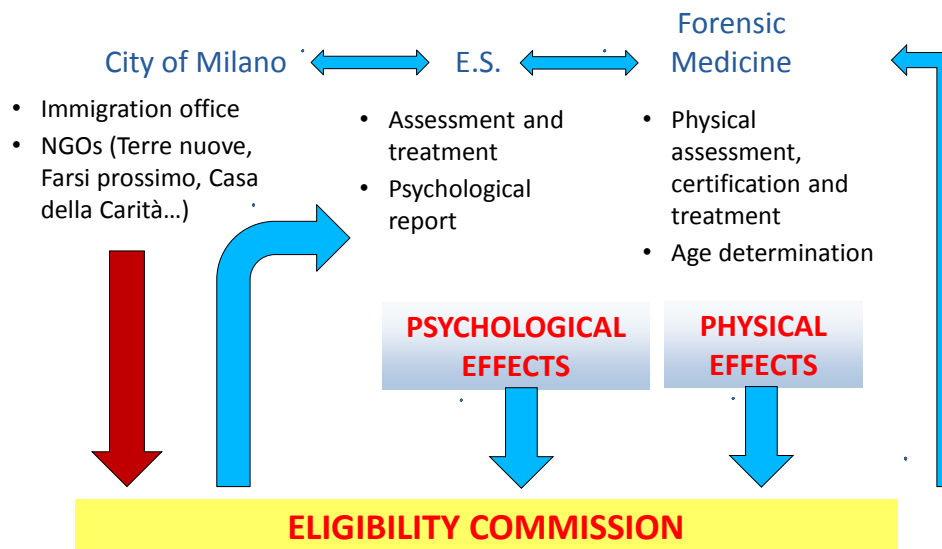 City of Milano
E.S.
Forensic
Medicine
• Immigration office
• NGOs (Terre nuove,
Farsi prossimo, Casa
della Carità...)
• Assessment and
treatment
• Psychological
report
• Physical
assessment,
certification and
treatment
• Age determination
PSYCHOLOGICAL
EFFECTS
PHYSICAL
EFFECTS
ELIGIBILITY COMMISSION